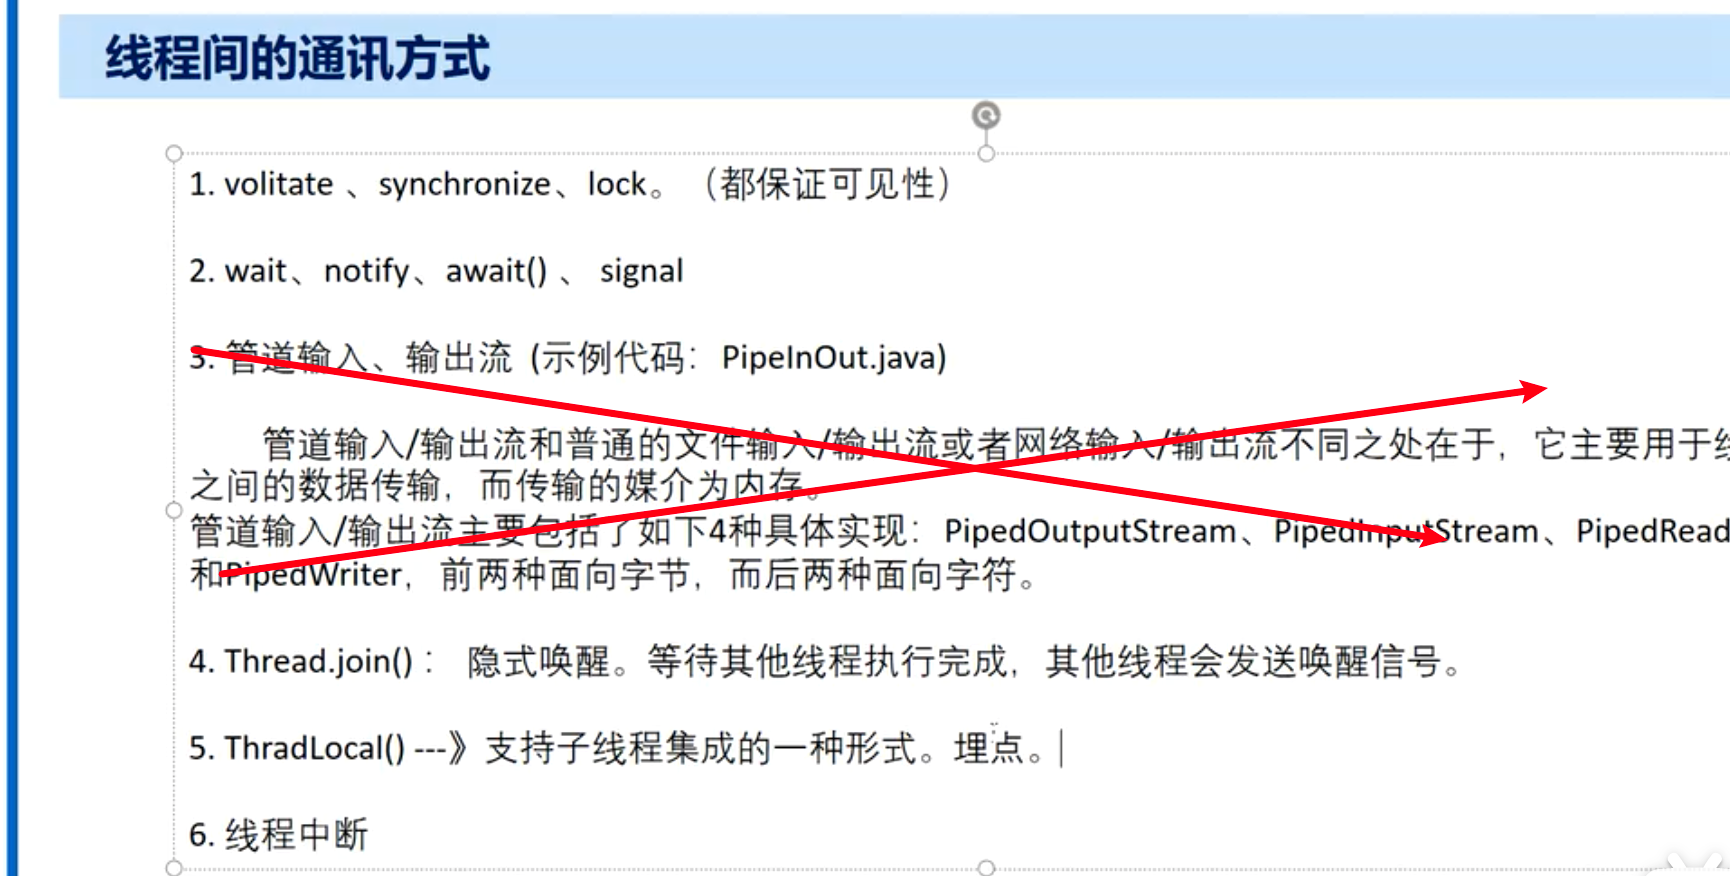 线程间的通讯方式
1. volitate 、synchronize、lock。（都保证可见性）
2. wait、notify、await() 、 signal
3. 管道输入、输出流 (示例代码：PipeInOut.java)
管道输入/输出流和普通的文件输入/输出流或者网络输入/输出流不同之处在于，它主要用于
之间的数据传输，而传输的媒介为内存。
管道输入/输出流主要包括了如下4种具体实现：PipedOutputStream、PipedInputStream、PipedRead
和PipedWriter，前两种面向字节，而后两种面向字符。
4. Thread.join()： 隐式唤醒。等待其他线程执行完成，其他线程会发送唤醒信号。
5. ThradLocal() ---》支持子线程集成的一种形式。埋点。
6. 线程中断